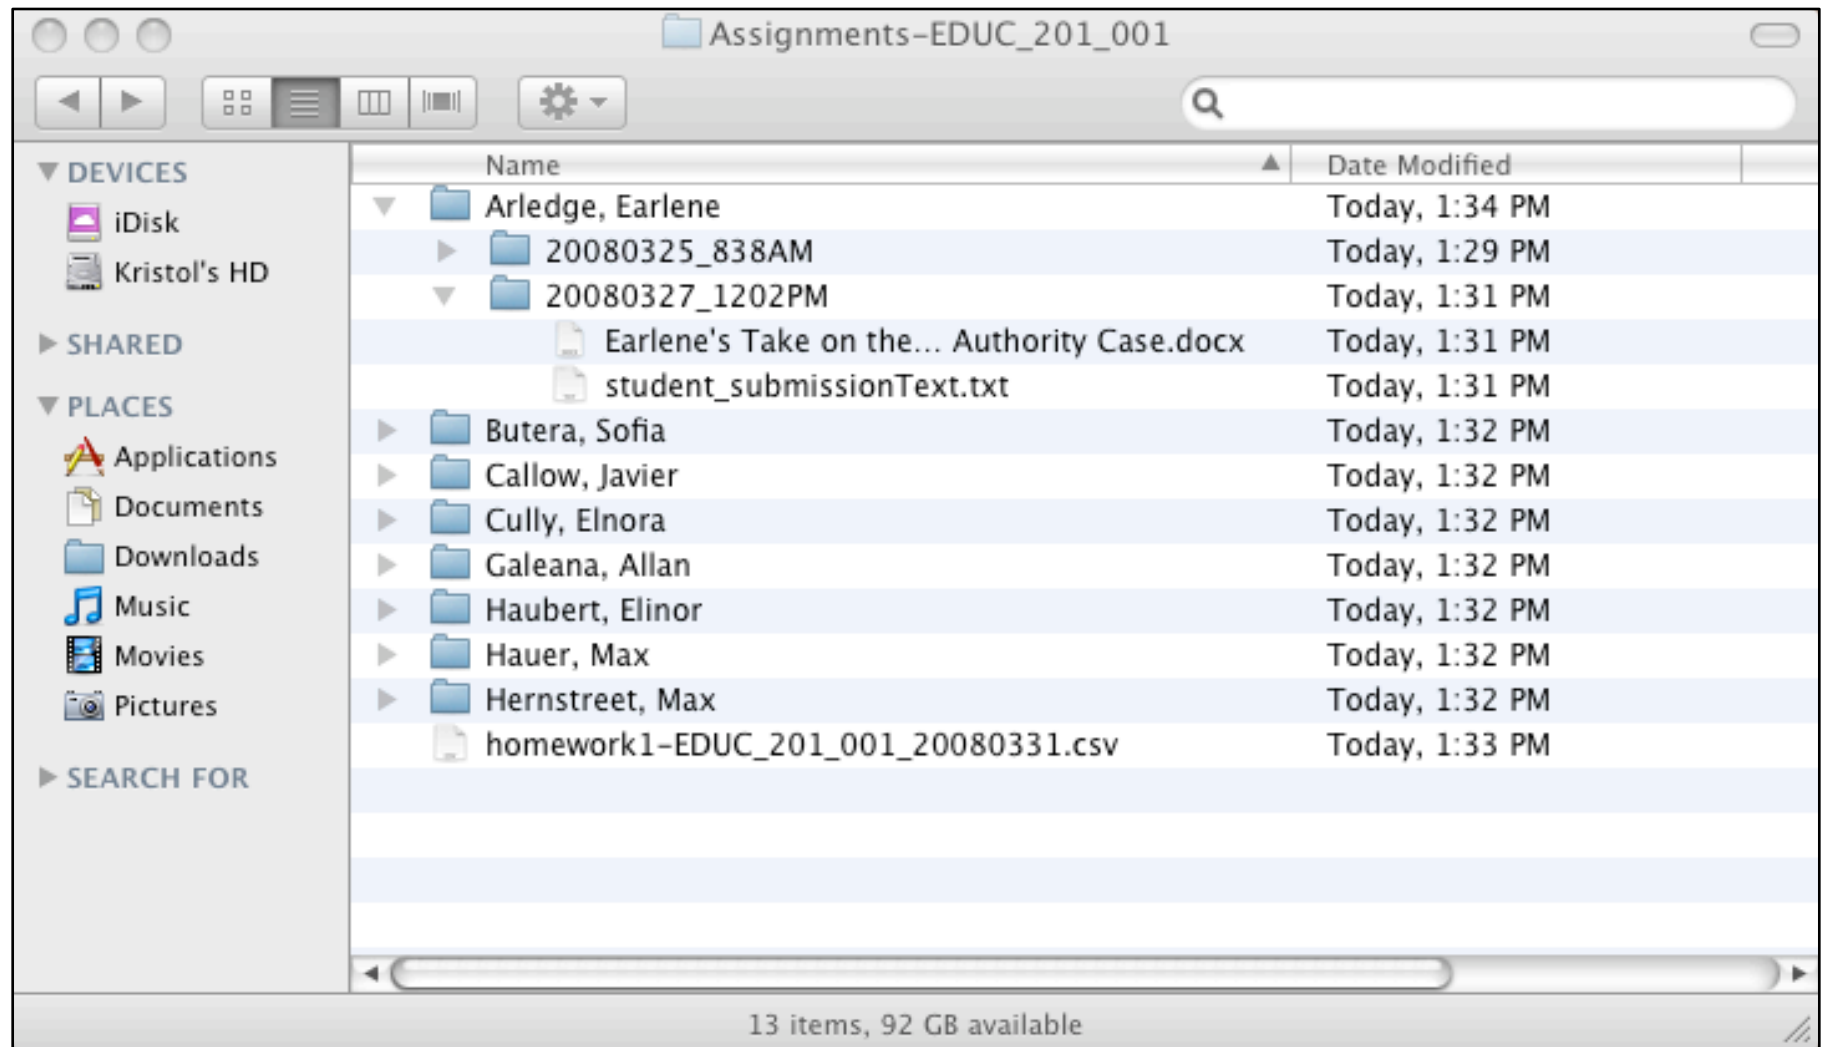 Assignments-EDUC_201_001
DEVICES
iDisk
Kristol's HD
SHARED
PLACES
Applications
Documents
Downloads
Music
Movies
Pictures
SEARCH FOR
Name Date Modified
Arledge, Earlene Today, 1:34 PM
20080325_838AM Today, 1:29 PM
20080327_1202PM Today, 1:31 PM
Earlene's Take on the... Authority Case.docx Today, 1:31 PM
student_submissionText.txt Today, 1:31 PM
Butera, Sofia Today, 1:32 PM
Callow, Javier Today, 1:32 PM
Cully, Elnora Today, 1:32 PM
Galeana, Allan Today, 1:32 PM
Haubert, Elinor Today, 1:32 PM
Hauer, Max Today, 1:32 PM
Hernstreet, Max Today, 1:32 PM
homework1-EDUC_201_001_20080331.csv Today, 1:33 PM
13 items, 92 GB available